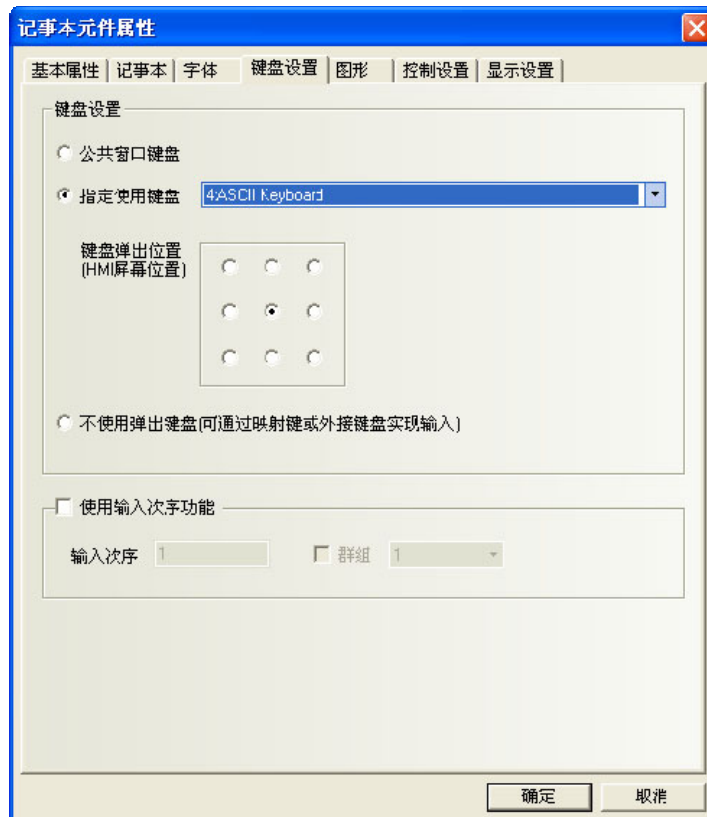 记事本元件属性
基本属性 记事本 字体 键盘设置 图形 控制设置 显示设置
键盘设置
公共窗口键盘
指定使用键盘 4:ASCII Keyboard
键盘弹出位置
(HMI屏幕位置)
不使用弹出键盘(可通过映射键或外接键盘实现输入)
使用输入次序功能
输入次序 1 群组 1
确定 取消